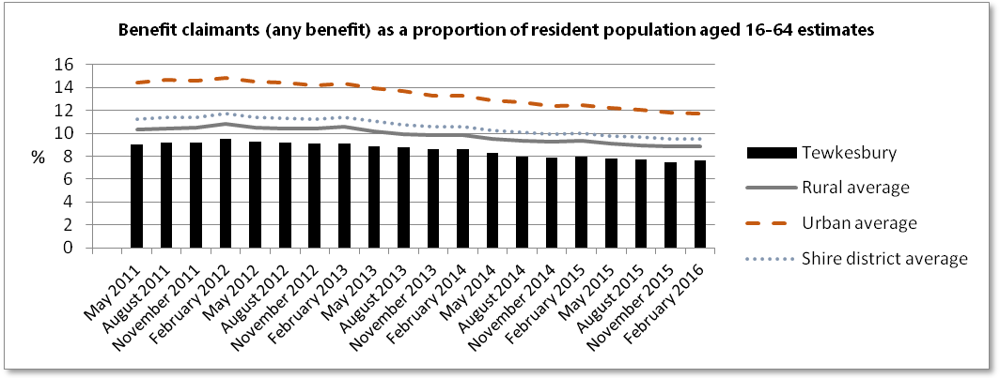 Benefit claimants (any benefit) as a proportion of resident population aged 16-64 estimates
16
14
12
10
8
6
4
2
0
%
May 2011
August 2011
November 2011
February 2012
May 2012
August 2012
November 2012
February 2013
May 2013
August 2013
November 2013
February 2014
May 2014
August 2014
November 2014
February 2015
May 2015
August 2015
November 2015
February 2016
Tewkesbury
Rural average
Urban average
Shire district average